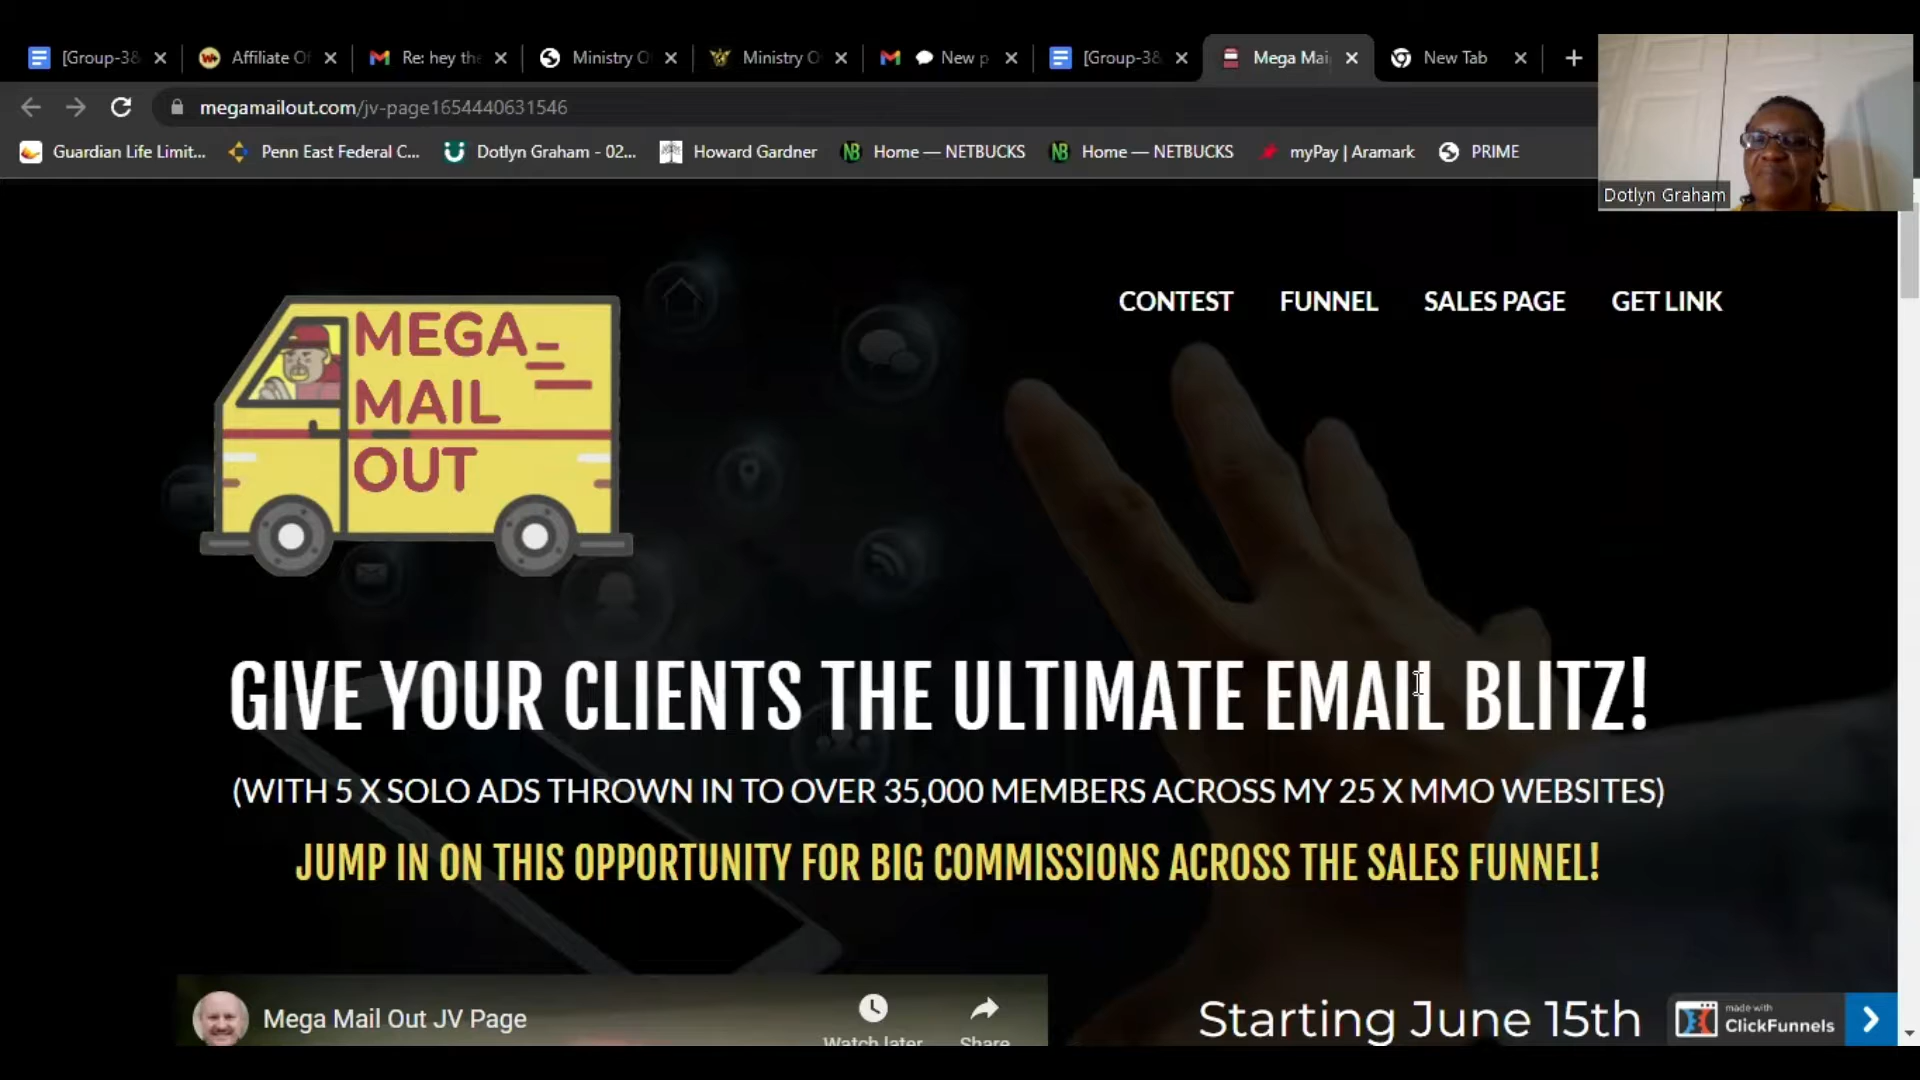 [Group-3&
Affiliate Of
Re: hey the
Ministry O
Ministry O
New p
[Group-3&
Mega Mai
New Tab
megamailout.com/jv-page1654440631546
Guardian Life Limit...
Penn East Federal C...
Dotlyn Graham - 02...
Howard Gardner
NB
Home — NETBUCKS
NB
Home — NETBUCKS
myPay | Aramark
PRIME
Dotlyn Graham
CONTEST
FUNNEL
SALES PAGE
GET LINK
MEGA
MAIL
OUT
GIVE YOUR CLIENTS THE ULTIMATE EMAIL BLITZ!
(WITH 5 X SOLO ADS THROWN IN TO OVER 35,000 MEMBERS ACROSS MY 25 X MMO WEBSITES)
JUMP IN ON THIS OPPORTUNITY FOR BIG COMMISSIONS ACROSS THE SALES FUNNEL!
Mega Mail Out JV Page
Watch later
Share
Starting June 15th
made with
ClickFunnels